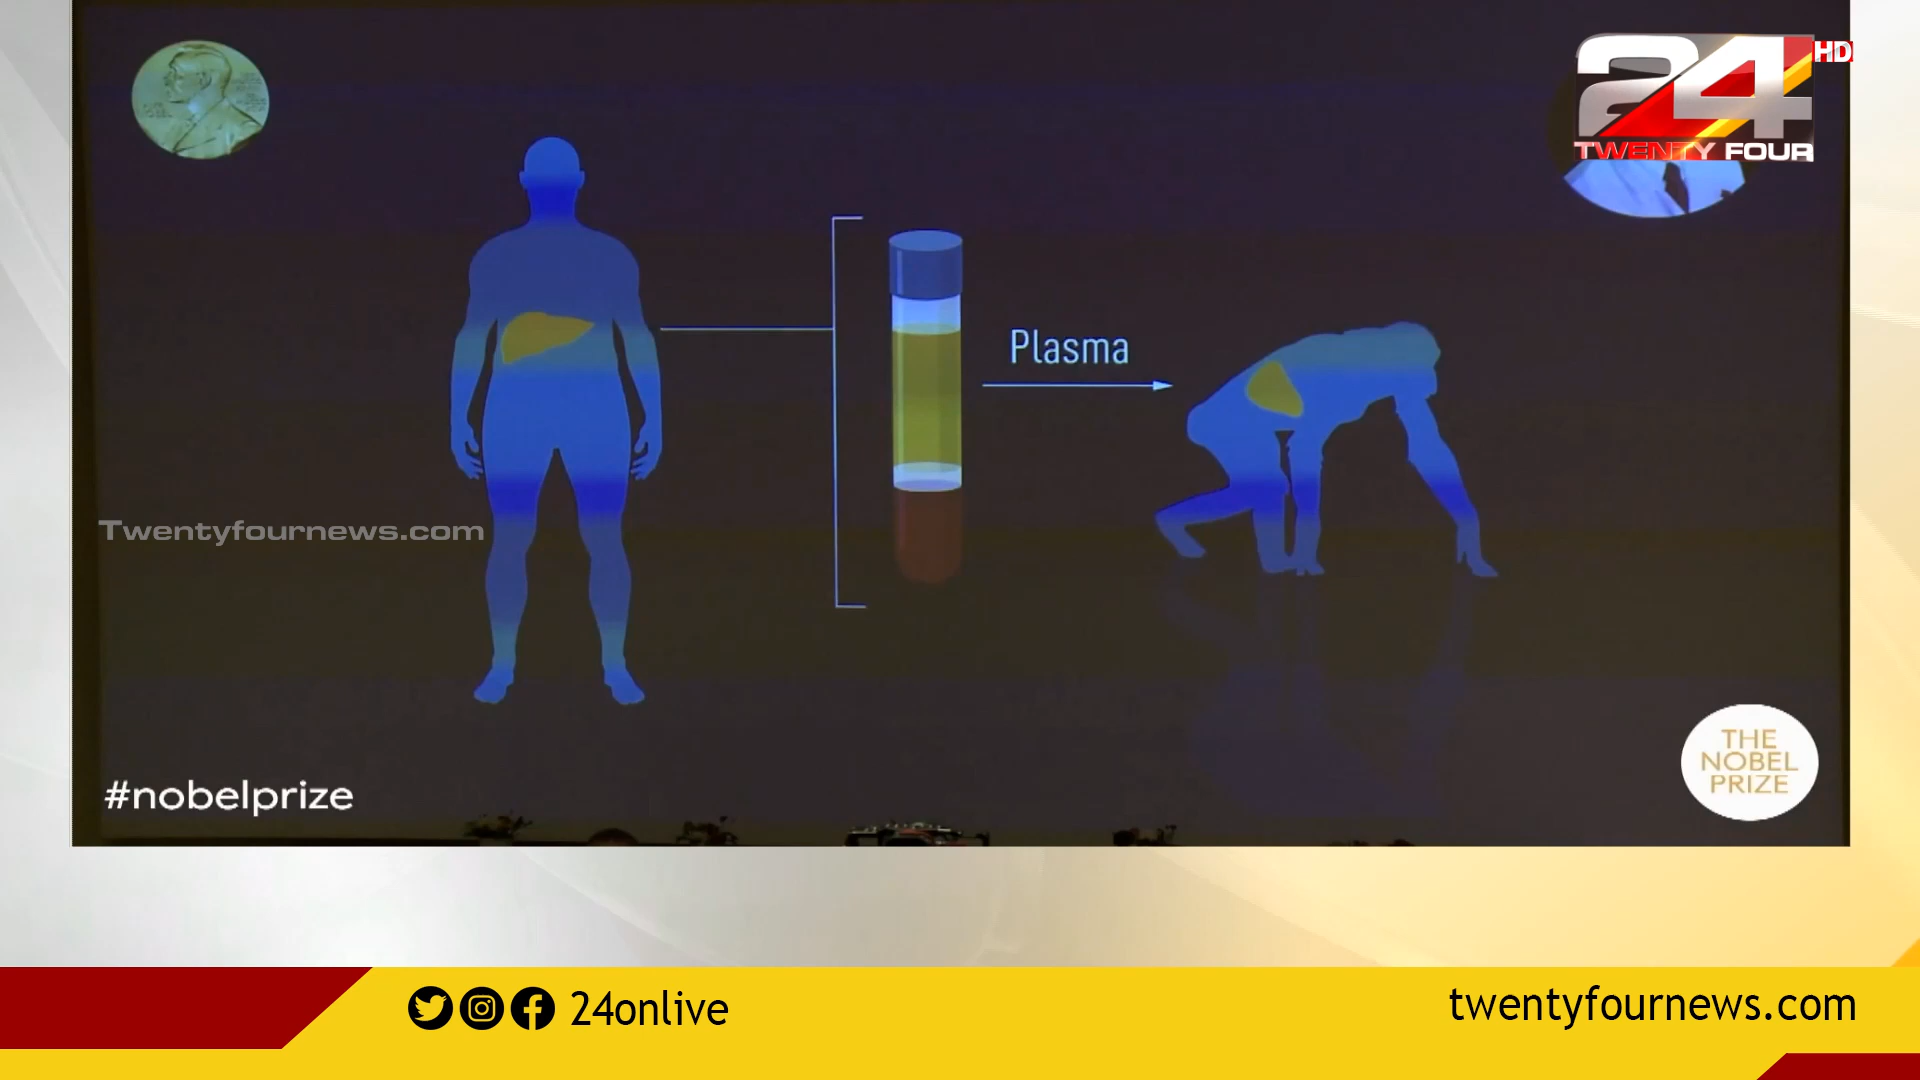 24
HD
TWENTY FOUR
Plasma
Twentyfournews.com
#nobelprize
THE
NOBEL
PRIZE
24onlive
twentyfournews.com